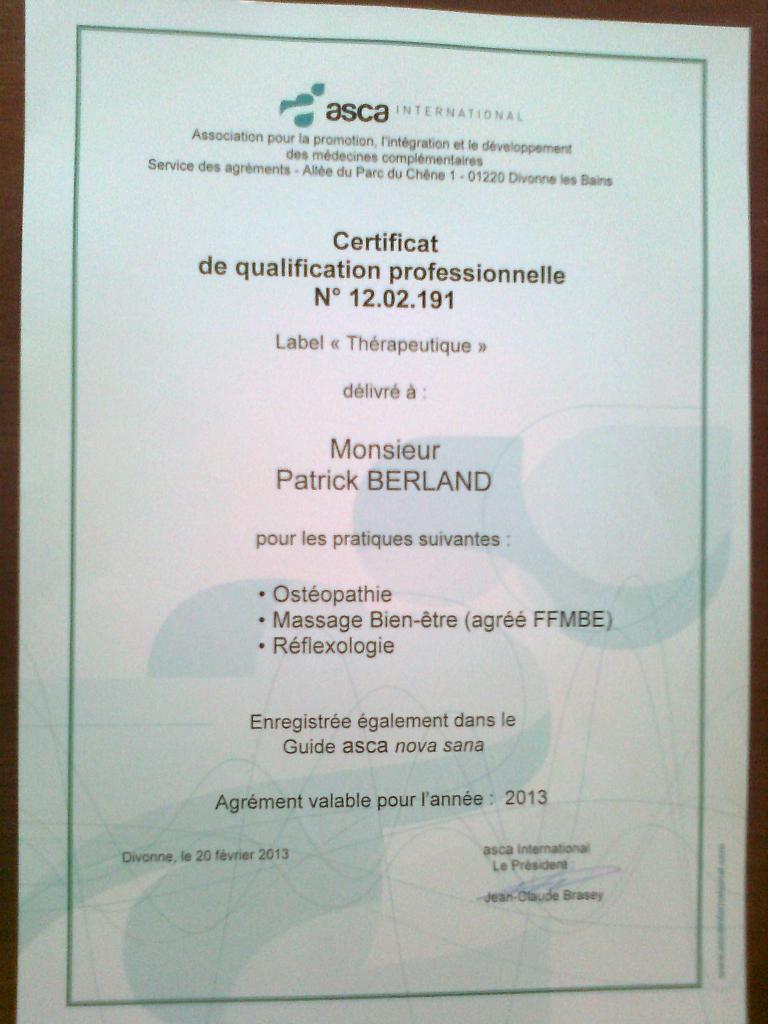 asca INTERNATIONAL
Association pour la promotion, l'intégration et le développement
des médecines complémentaires
Service des agréments - Allée du Parc du Chêne 1 - 01220 Divonne les Bains
Certificat
de qualification professionnelle
N° 12.02.191
Label « Thérapeutique »
délivré à :
Monsieur
Patrick BERLAND
pour les pratiques suivantes :
• Ostéopathie
• Massage Bien-être (agréé FFMBE)
• Réflexologie
Enregistrée également dans le
Guide asca nova sana
Agrément valable pour l'année : 2013
Divonne, le 20 février 2013
asca International
Le Président
Jean-Claude Brasey